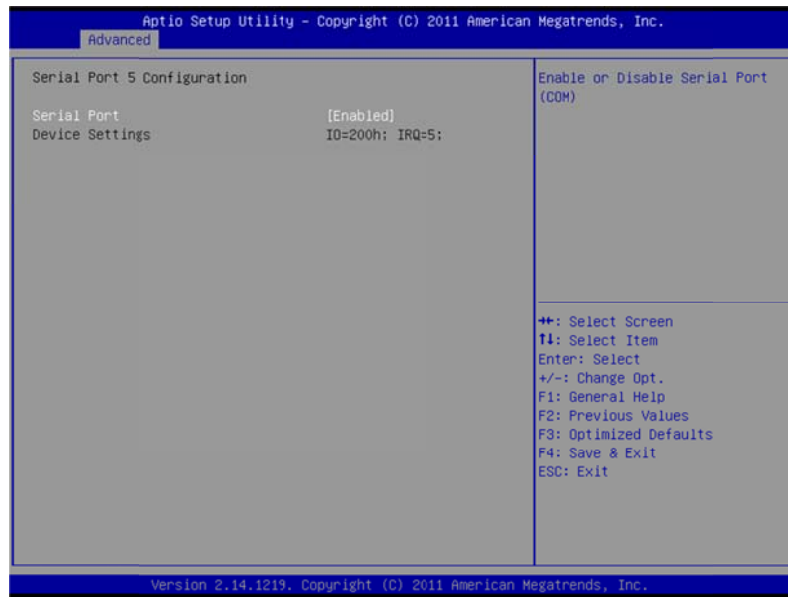 Aptio Setup Utility - Copyright (C) 2011 American Megatrends, Inc.
Advanced
Serial Port 5 Configuration
Serial Port [Enabled]
Device Settings IO=200h; IRQ=5;
Enable or Disable Serial Port
(COM)
→←: Select Screen
↑↓: Select Item
Enter: Select
+/-: Change Opt.
F1: General Help
F2: Previous Values
F3: Optimized Defaults
F4: Save & Exit
ESC: Exit
Version 2.14.1219. Copyright (C) 2011 American Megatrends, Inc.